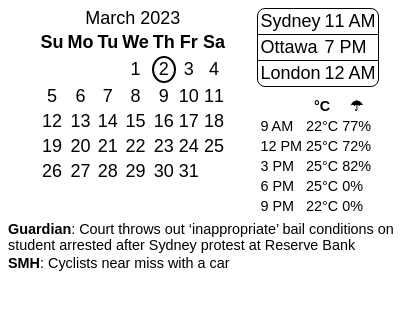 March 2023
Su Mo Tu We Th Fr Sa
1 2 3 4
5 6 7 8 9 10 11
12 13 14 15 16 17 18
19 20 21 22 23 24 25
26 27 28 29 30 31
Sydney 11 AM
Ottawa 7 PM
London 12 AM
°C ☂
9 AM 22°C 77%
12 PM 25°C 72%
3 PM 25°C 82%
6 PM 25°C 0%
9 PM 22°C 0%
Guardian: Court throws out ‘inappropriate’ bail conditions on
student arrested after Sydney protest at Reserve Bank
SMH: Cyclists near miss with a car